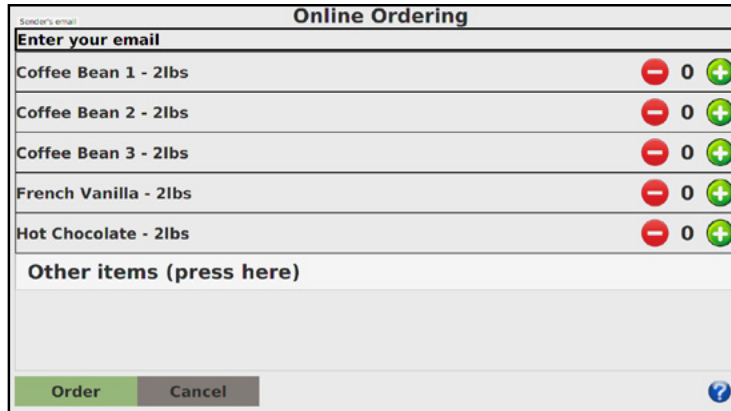 Online Ordering
Sender's email
Enter your email
Coffee Bean 1 - 2lbs 0
Coffee Bean 2 - 2lbs 0
Coffee Bean 3 - 2lbs 0
French Vanilla - 2lbs 0
Hot Chocolate - 2lbs 0
Other items (press here)
Order Cancel ?